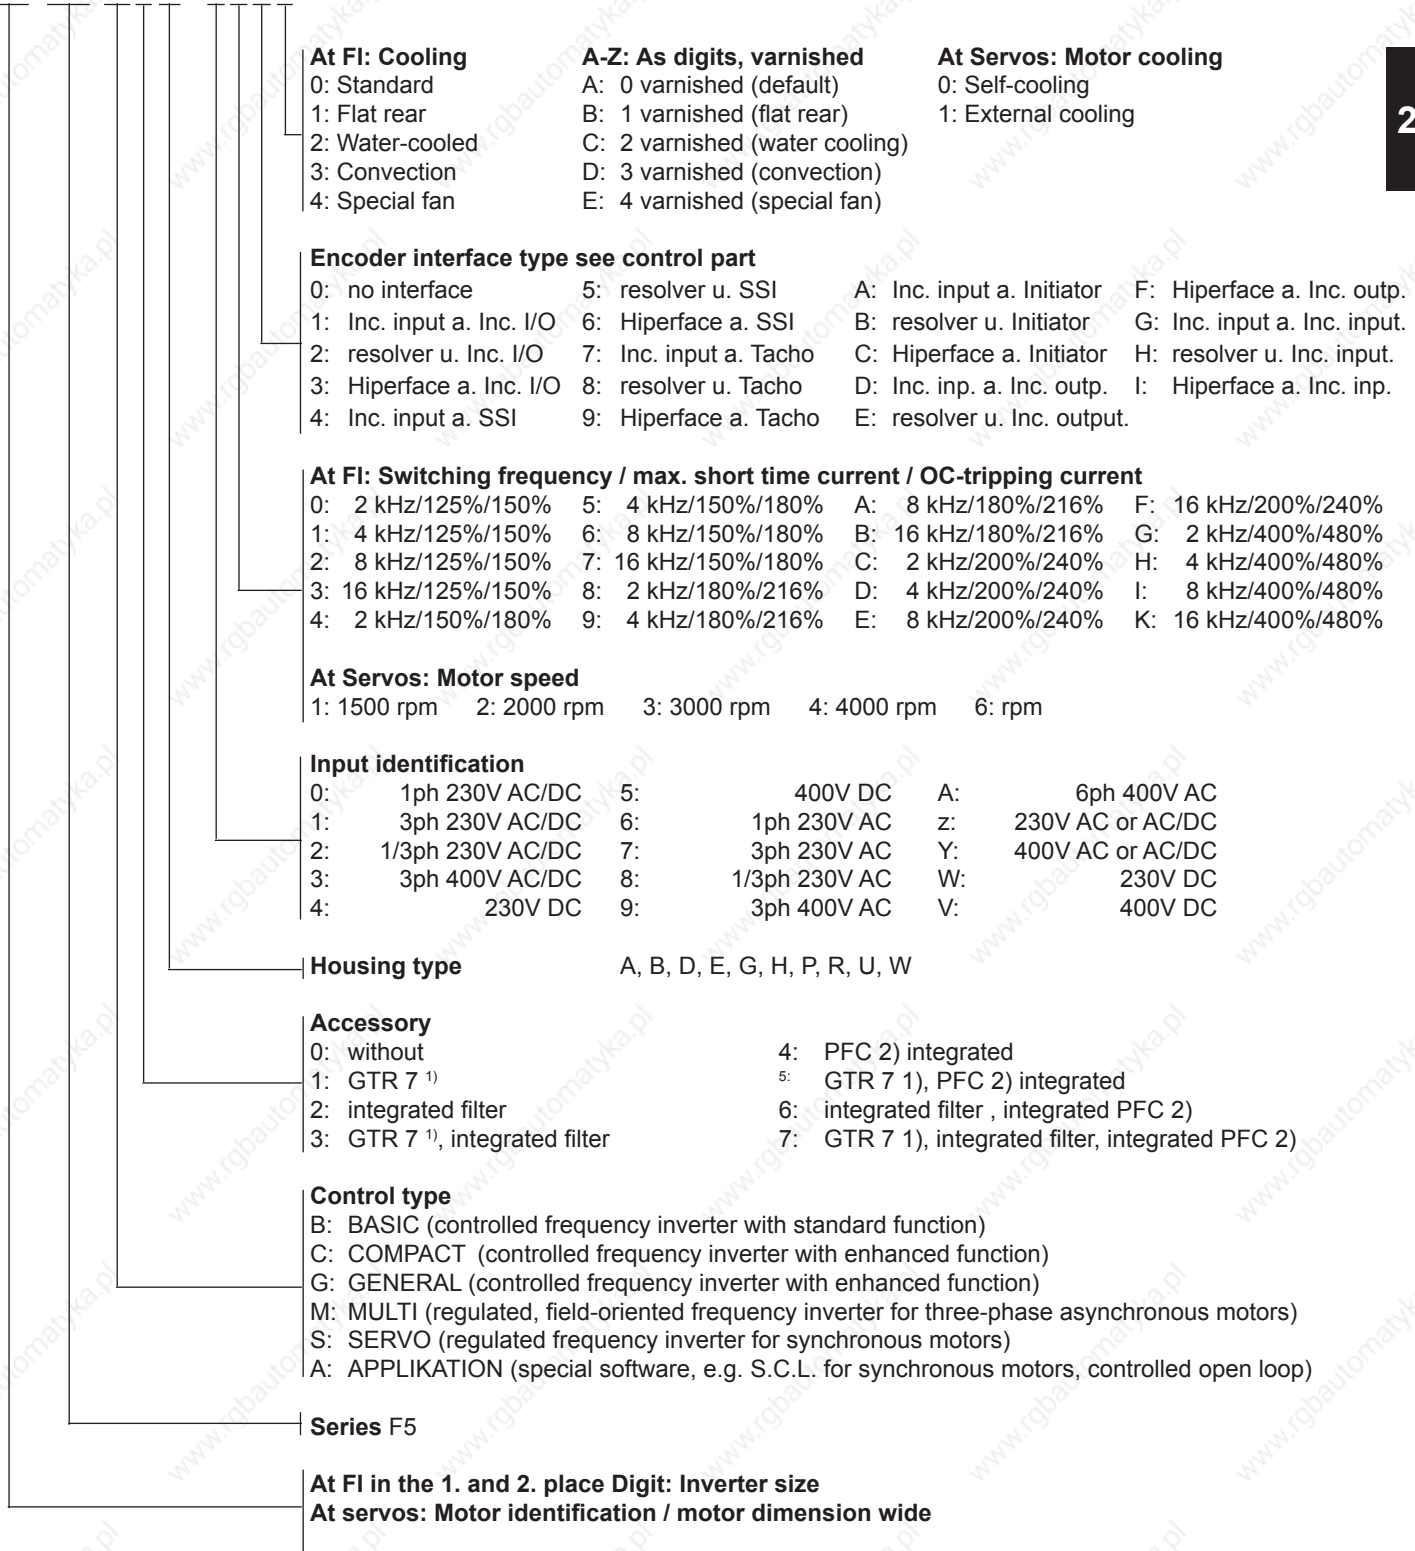 2
At FI: Cooling A-Z: As digits, varnished At Servos: Motor cooling
0: Standard A: 0 varnished (default) 0: Self-cooling
1: Flat rear B: 1 varnished (flat rear) 1: External cooling
2: Water-cooled C: 2 varnished (water cooling)
3: Convection D: 3 varnished (convection)
4: Special fan E: 4 varnished (special fan)
Encoder interface type see control part
0: no interface 5: resolver u. SSI A: Inc. input a. Initiator F: Hiperface a. Inc. outp.
1: Inc. input a. Inc. I/O 6: Hiperface a. SSI B: resolver u. Initiator G: Inc. input a. Inc. input.
2: resolver u. Inc. I/O 7: Inc. input a. Tacho C: Hiperface a. Initiator H: resolver u. Inc. input.
3: Hiperface a. Inc. I/O 8: resolver u. Tacho D: Inc. inp. a. Inc. outp. I: Hiperface a. Inc. inp.
4: Inc. input a. SSI 9: Hiperface a. Tacho E: resolver u. Inc. output.
At FI: Switching frequency / max. short time current / OC-tripping current
0: 2 kHz/125%/150% 5: 4 kHz/150%/180% A: 8 kHz/180%/216% F: 16 kHz/200%/240%
1: 4 kHz/125%/150% 6: 8 kHz/150%/180% B: 16 kHz/180%/216% G: 2 kHz/400%/480%
2: 8 kHz/125%/150% 7: 16 kHz/150%/180% C: 2 kHz/200%/240% H: 4 kHz/400%/480%
3: 16 kHz/125%/150% 8: 2 kHz/180%/216% D: 4 kHz/200%/240% I: 8 kHz/400%/480%
4: 2 kHz/150%/180% 9: 4 kHz/180%/216% E: 8 kHz/200%/240% K: 16 kHz/400%/480%
At Servos: Motor speed
1: 1500 rpm 2: 2000 rpm 3: 3000 rpm 4: 4000 rpm 6: rpm
Input identification
0: 1ph 230V AC/DC 5: 400V DC A: 6ph 400V AC
1: 3ph 230V AC/DC 6: 1ph 230V AC z: 230V AC or AC/DC
2: 1/3ph 230V AC/DC 7: 3ph 230V AC Y: 400V AC or AC/DC
3: 3ph 400V AC/DC 8: 1/3ph 230V AC W: 230V DC
4: 230V DC 9: 3ph 400V AC V: 400V DC
Housing type A, B, D, E, G, H, P, R, U, W
Accessory
0: without 4: PFC 2) integrated
1: GTR 7 1) 5: GTR 7 1), PFC 2) integrated
2: integrated filter 6: integrated filter , integrated PFC 2)
3: GTR 7 1), integrated filter 7: GTR 7 1), integrated filter, integrated PFC 2)
Control type
B: BASIC (controlled frequency inverter with standard function)
C: COMPACT (controlled frequency inverter with enhanced function)
G: GENERAL (controlled frequency inverter with enhanced function)
M: MULTI (regulated, field-oriented frequency inverter for three-phase asynchronous motors)
S: SERVO (regulated frequency inverter for synchronous motors)
A: APPLIKATION (special software, e.g. S.C.L. for synchronous motors, controlled open loop)
Series F5
At FI in the 1. and 2. place Digit: Inverter size
At servos: Motor identification / motor dimension wide
www.rgbautomatyka.pl